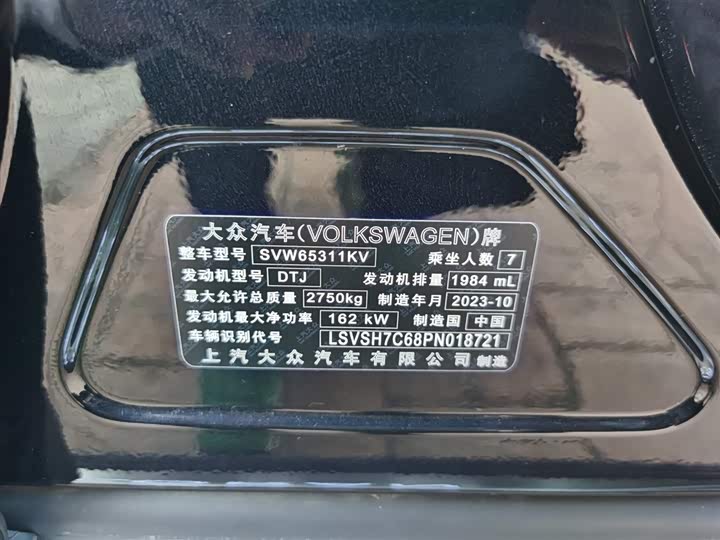 大众汽车(VOLKSWAGEN)牌
整车型号 SVW65311KV 乘坐人数 7
发动机型号 DTJ 发动机排量 1984 mL
最大允许总质量 2750kg 制造年月 2023-10
发动机最大净功率 162 kW 制造国 中国
车辆识别代号 LSVSH7C68PN018721
上汽大众汽车有限公司 制造